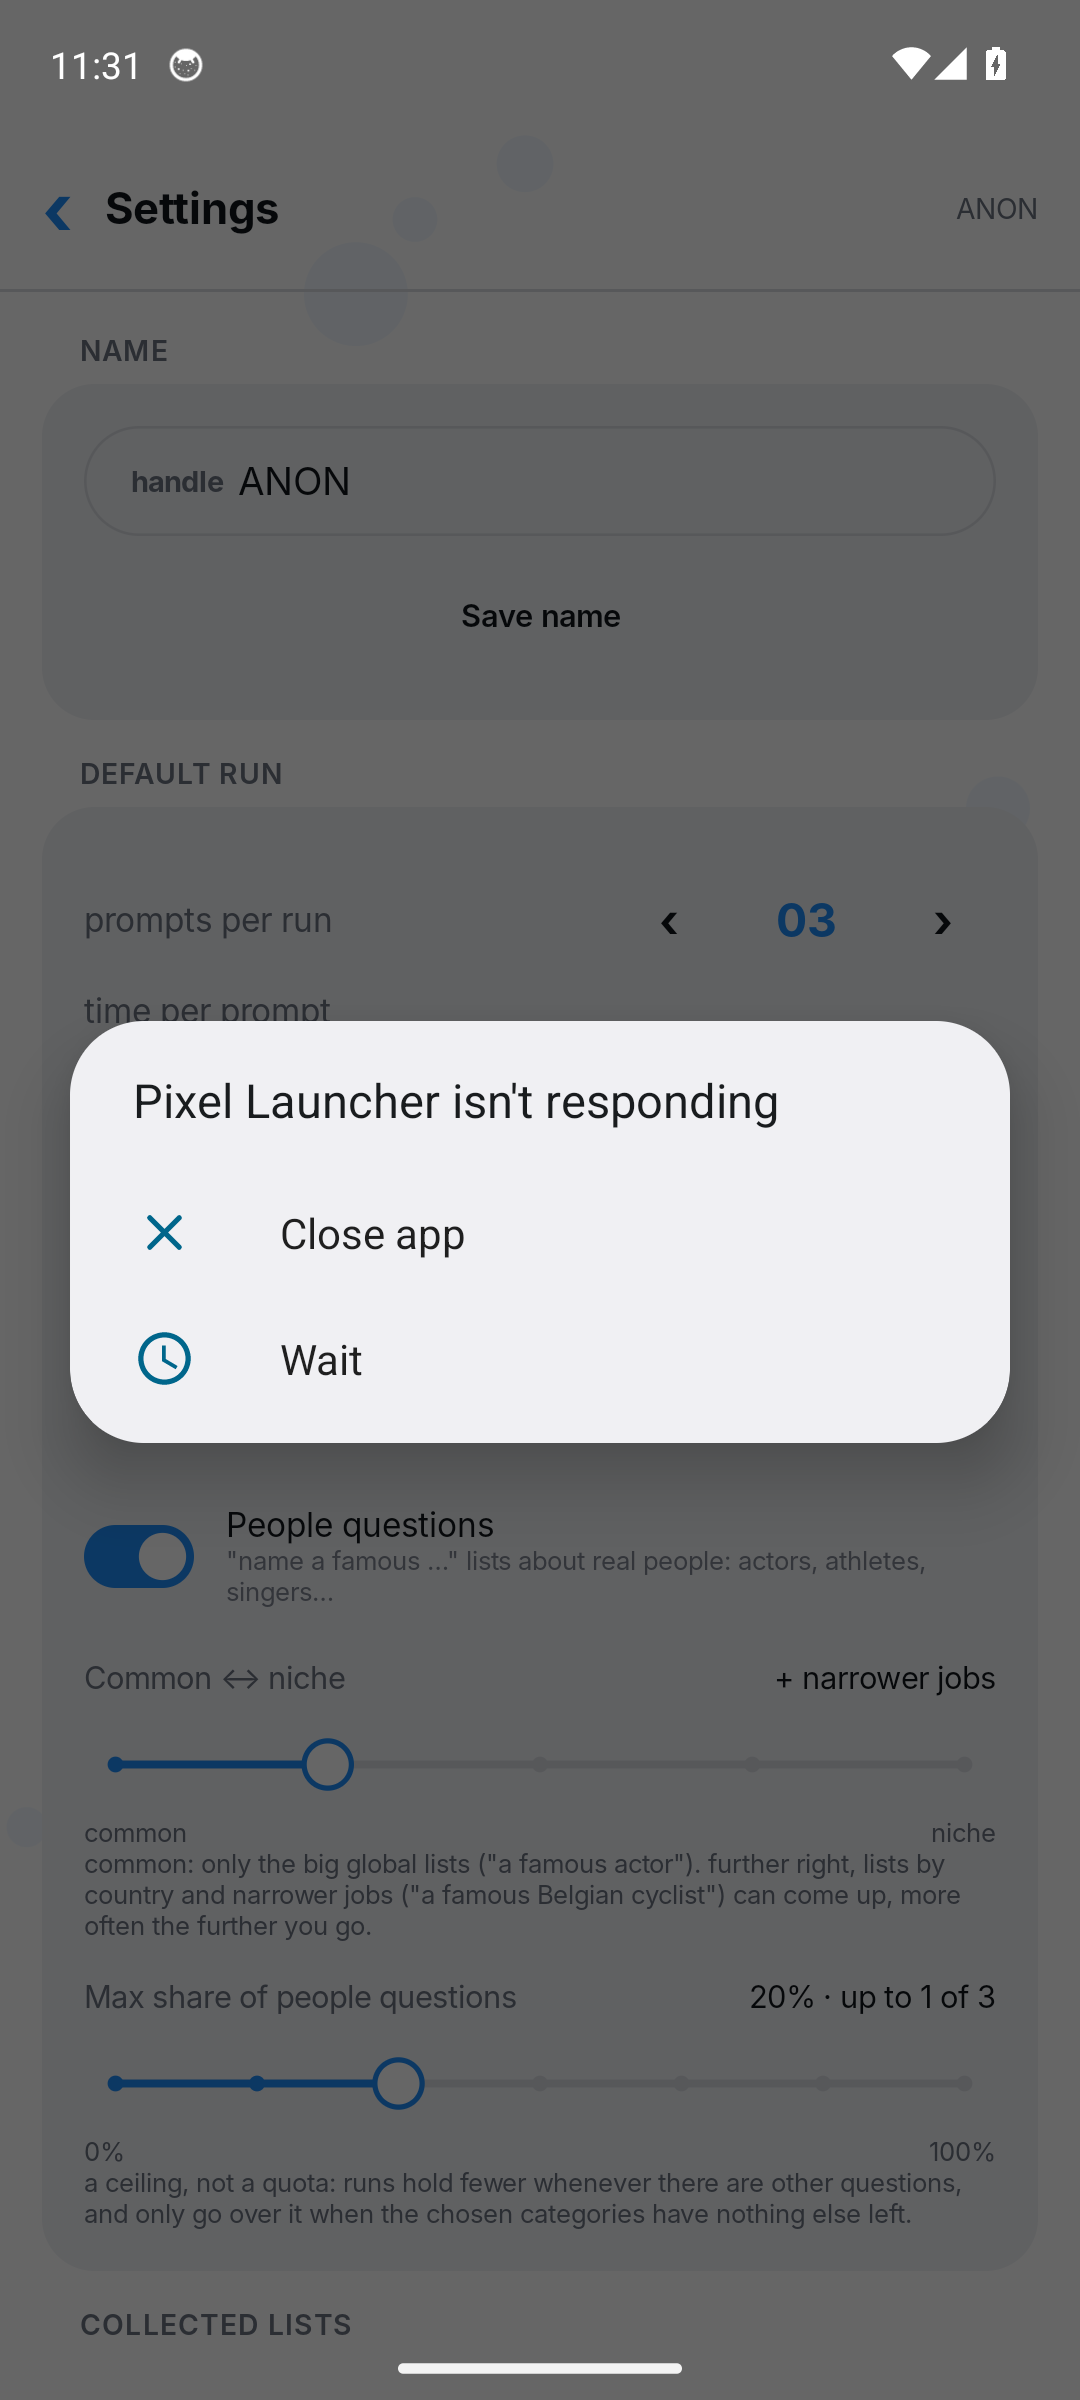 11:31
Settings
ANON
NAME
handle ANON
Save name
DEFAULT RUN
prompts per run
‹ 03 ›
time per prompt
Pixel Launcher isn't responding
Close app
Wait
People questions
"name a famous ..." lists about real people: actors, athletes,
singers...
Common ↔ niche
+ narrower jobs
common
niche
common: only the big global lists ("a famous actor"). further right, lists by
country and narrower jobs ("a famous Belgian cyclist") can come up, more
often the further you go.
Max share of people questions
20% · up to 1 of 3
0%
100%
a ceiling, not a quota: runs hold fewer whenever there are other questions,
and only go over it when the chosen categories have nothing else left.
COLLECTED LISTS